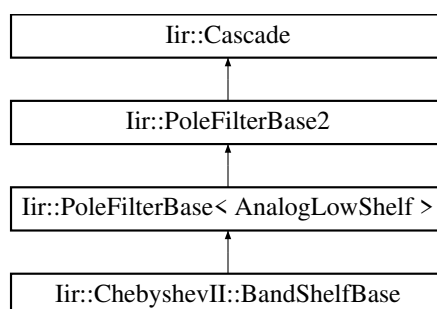 Iir::Cascade
Iir::PoleFilterBase2
Iir::PoleFilterBase< AnalogLowShelf >
Iir::ChebyshevII::BandShelfBase